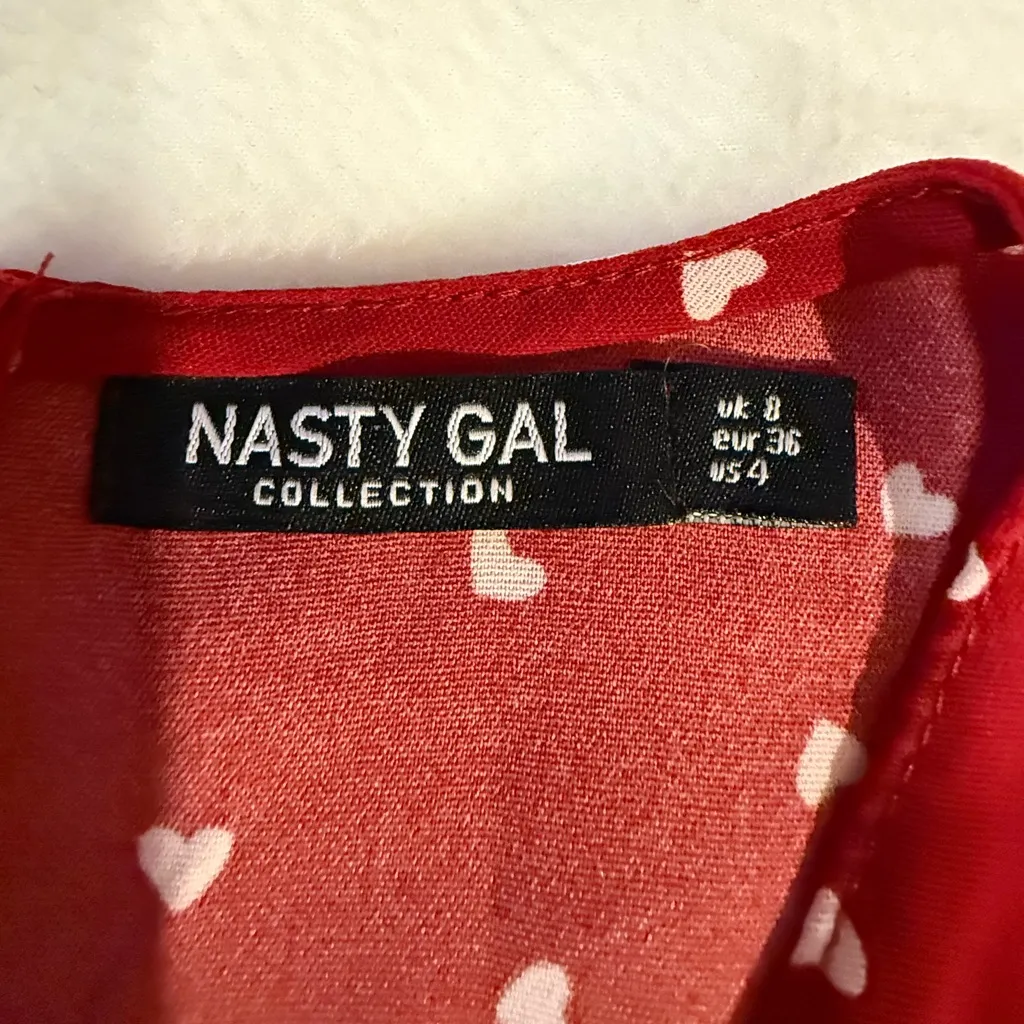 NASTY GAL
COLLECTION
uk 8
eur 36
us 4